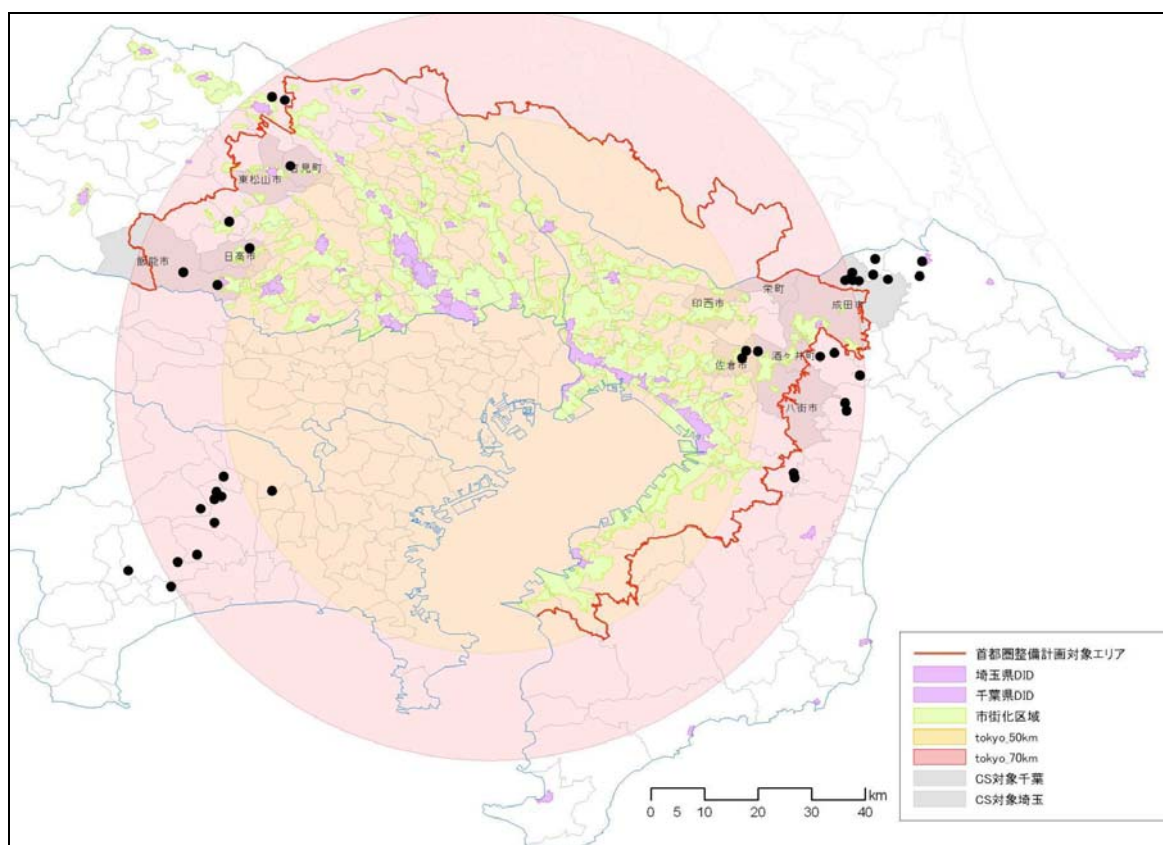 吉見町
東松山市
飯能市
日高市
栄町
印西市
成田市
酒々井町
佐倉市
八街市
首都圏整備計画対象エリア
埼玉県DID
千葉県DID
市街化区域
tokyo_50km
tokyo_70km
CS対象千葉
CS対象埼玉
km
0 5 10 20 30 40